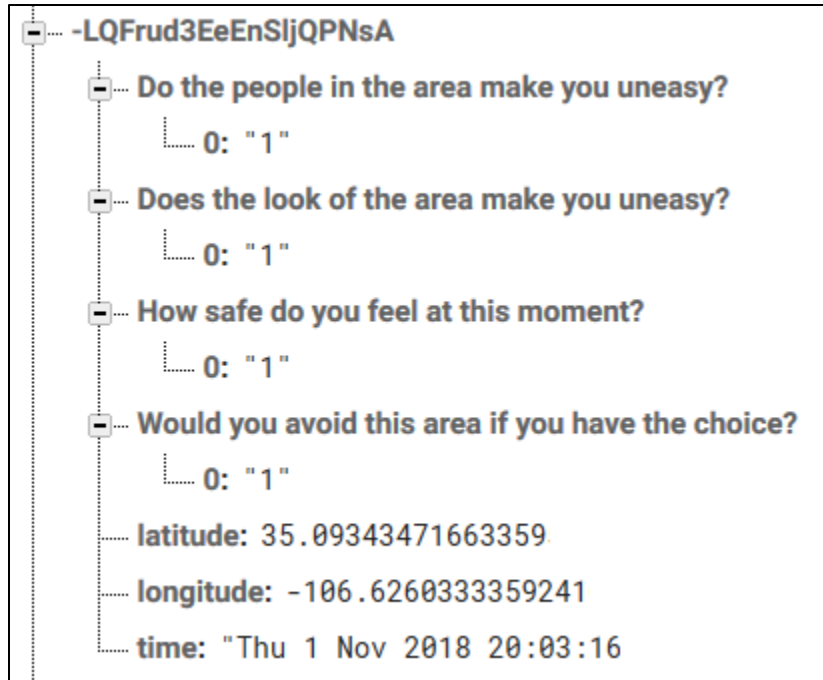 -LQFrud3EeEnSljQPNsA
Do the people in the area make you uneasy?
0: "1"
Does the look of the area make you uneasy?
0: "1"
How safe do you feel at this moment?
0: "1"
Would you avoid this area if you have the choice?
0: "1"
latitude: 35.09343471663359
longitude: -106.6260333359241
time: "Thu 1 Nov 2018 20:03:16